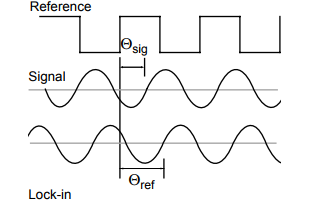 Reference
Θsig
Signal
Θref
Lock-in